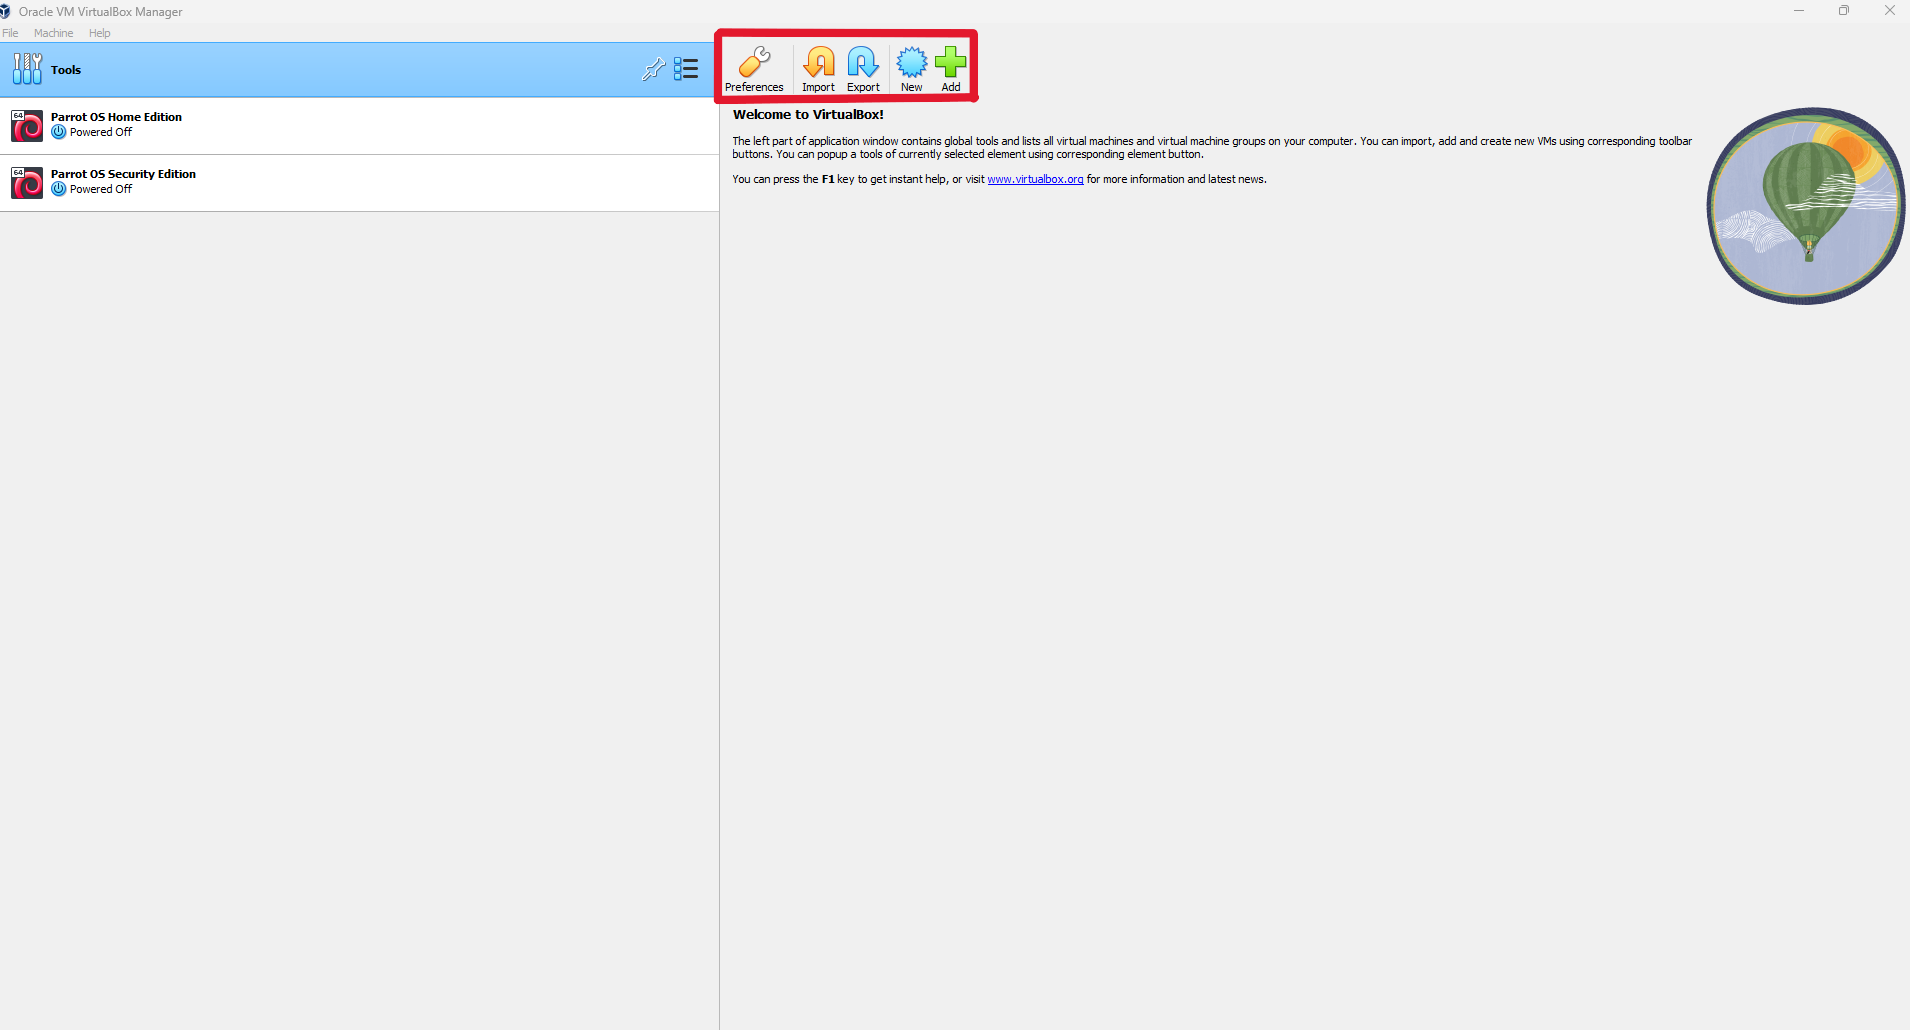 Oracle VM VirtualBox Manager
File Machine Help
Tools
Preferences Import Export New Add
64
Parrot OS Home Edition
Powered Off
64
Parrot OS Security Edition
Powered Off
Welcome to VirtualBox!
The left part of application window contains global tools and lists all virtual machines and virtual machine groups on your computer. You can import, add and create new VMs using corresponding toolbar
buttons. You can popup a tools of currently selected element using corresponding element button.
You can press the F1 key to get instant help, or visit www.virtualbox.org for more information and latest news.